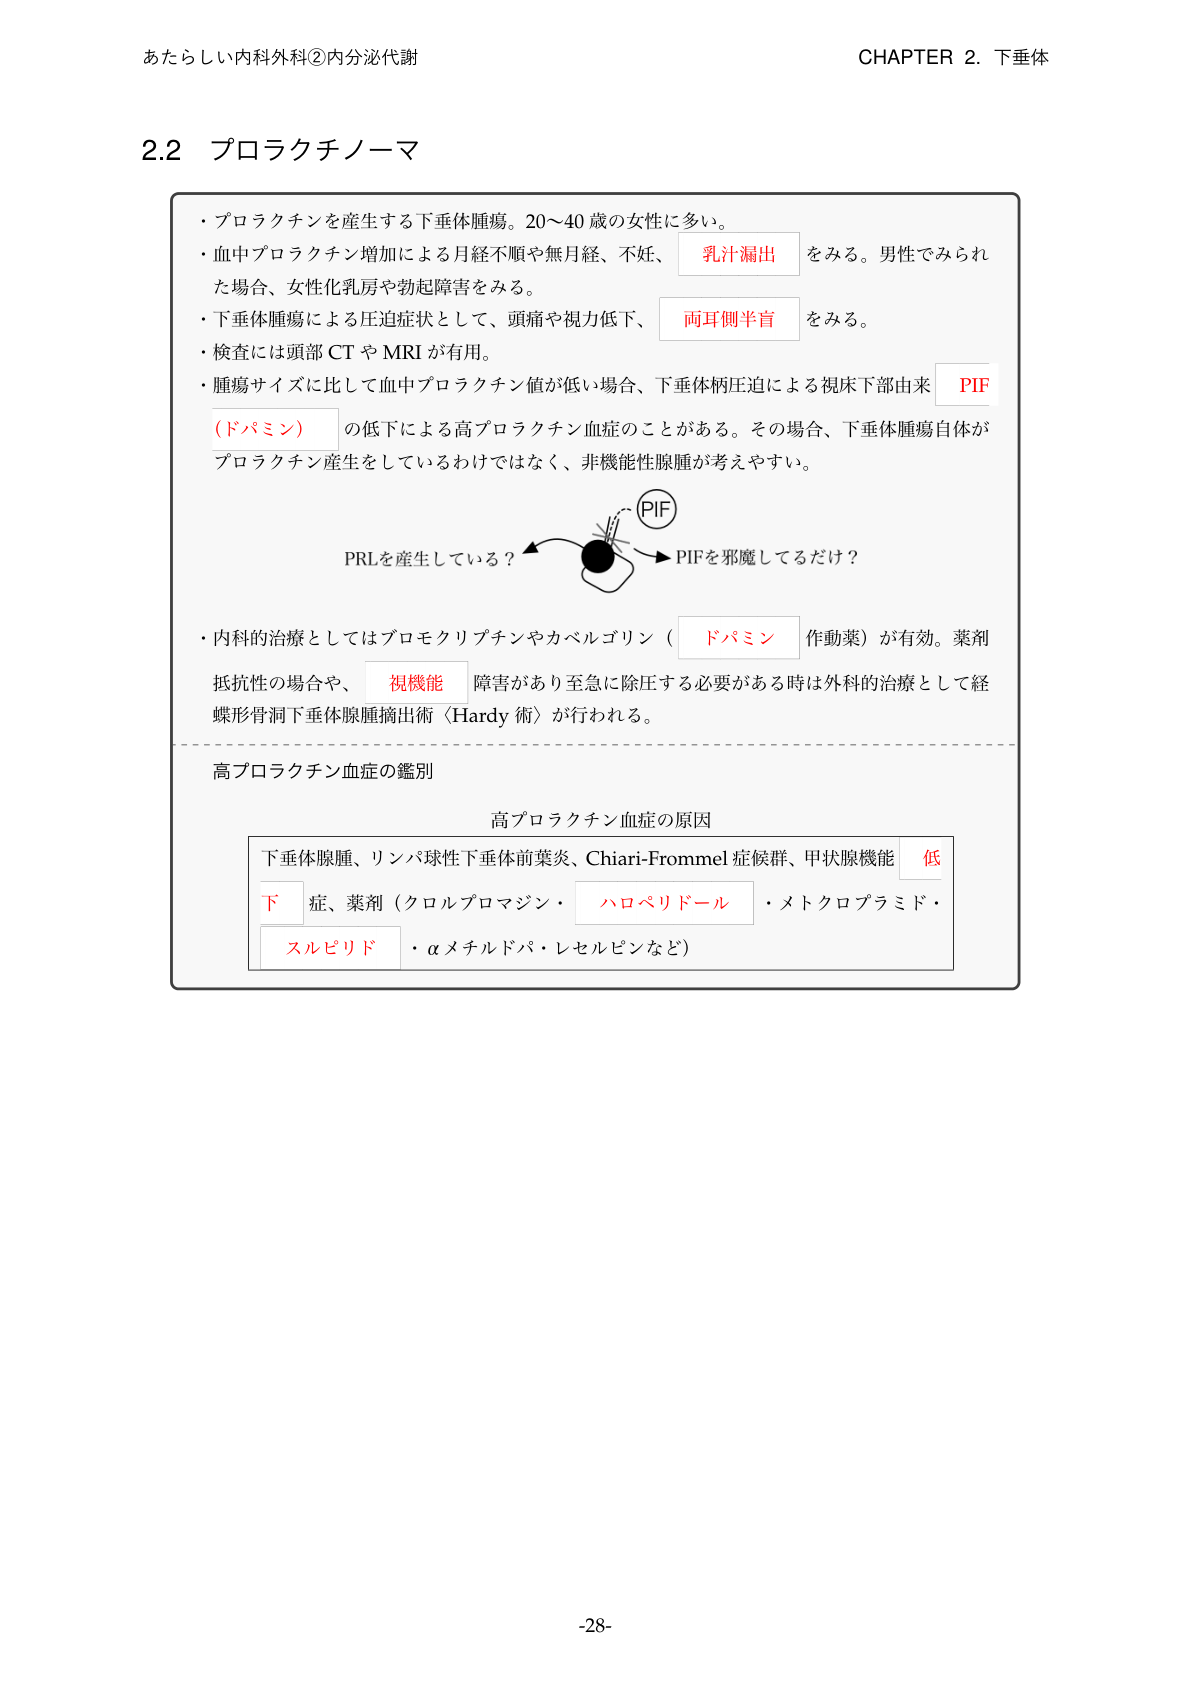 あたらしい内科外科②内分泌代謝
CHAPTER 2. 下垂体
2.2 プロラクチノーマ
・プロラクチンを産生する下垂体腫瘍。20〜40 歳の女性に多い。
・血中プロラクチン増加による月経不順や無月経、不妊、 乳汁漏出 をみる。男性でみられ
た場合、女性化乳房や勃起障害をみる。
・下垂体腫瘍による圧迫症状として、頭痛や視力低下、 両耳側半盲 をみる。
・検査には頭部 CT や MRI が有用。
・腫瘍サイズに比して血中プロラクチン値が低い場合、下垂体柄圧迫による視床下部由来 PIF
(ドパミン) の低下による高プロラクチン血症のことがある。その場合、下垂体腫瘍自体が
プロラクチン産生をしているわけではなく、非機能性腺腫が考えやすい。
PIF
PRLを産生している？
PIFを邪魔してるだけ？
・内科的治療としてはブロモクリプチンやカベルゴリン（ ドパミン 作動薬）が有効。薬剤
抵抗性の場合や、 視機能 障害があり至急に除圧する必要がある時は外科的治療として経
蝶形骨洞下垂体腺腫摘出術〈Hardy 術〉が行われる。
高プロラクチン血症の鑑別
高プロラクチン血症の原因
下垂体腺腫、リンパ球性下垂体前葉炎、Chiari-Frommel 症候群、甲状腺機能 低
下 症、薬剤（クロルプロマジン・ ハロペリドール ・メトクロプラミド・
スルピリド ・αメチルドパ・レセルピンなど）
-28-